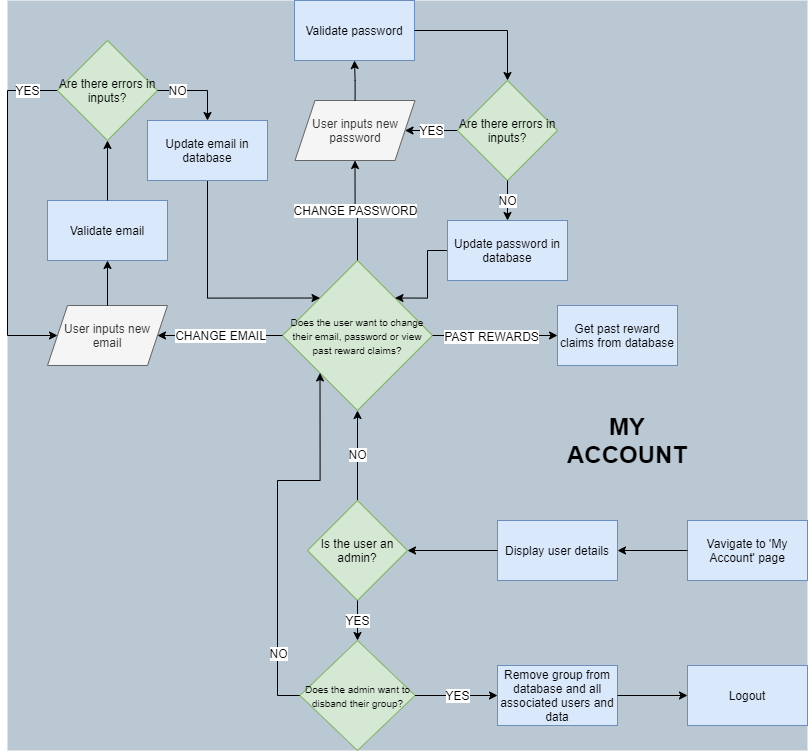 Validate password
YES
Are there errors in
inputs?
NO
User inputs new
password
YES
Are there errors in
inputs?
Update email in
database
NO
CHANGE PASSWORD
Validate email
Update password in
database
User inputs new
email
CHANGE EMAIL
Does the user want to change
their email, password or view
past reward claims?
PAST REWARDS
Get past reward
claims from database
MY
ACCOUNT
NO
Is the user an
admin?
Display user details
Vavigate to 'My
Account' page
YES
NO
Does the admin want to
disband their group?
YES
Remove group from
database and all
associated users and
data
Logout